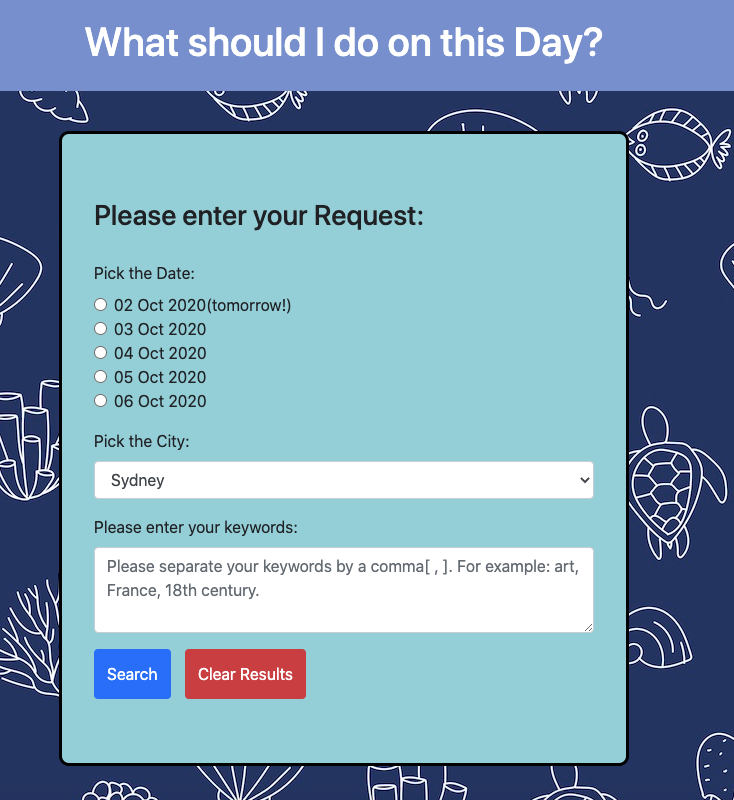 What should I do on this Day?
Please enter your Request:
Pick the Date:
02 Oct 2020(tomorrow!)
03 Oct 2020
04 Oct 2020
05 Oct 2020
06 Oct 2020
Pick the City:
Sydney
Please enter your keywords:
Please separate your keywords by a comma[ , ]. For example: art,
France, 18th century.
Search
Clear Results